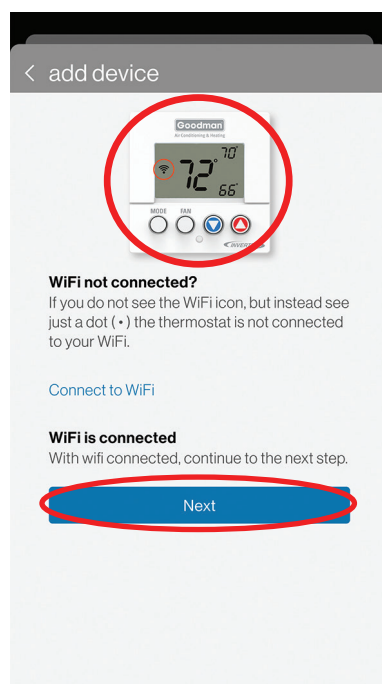 < add device
Goodman
Air Conditioning & Heating
70°
72°
66°
MODE FAN
INVERTER
WiFi not connected?
If you do not see the WiFi icon, but instead see
just a dot ( • ) the thermostat is not connected
to your WiFi.
Connect to WiFi
WiFi is connected
With wifi connected, continue to the next step.
Next